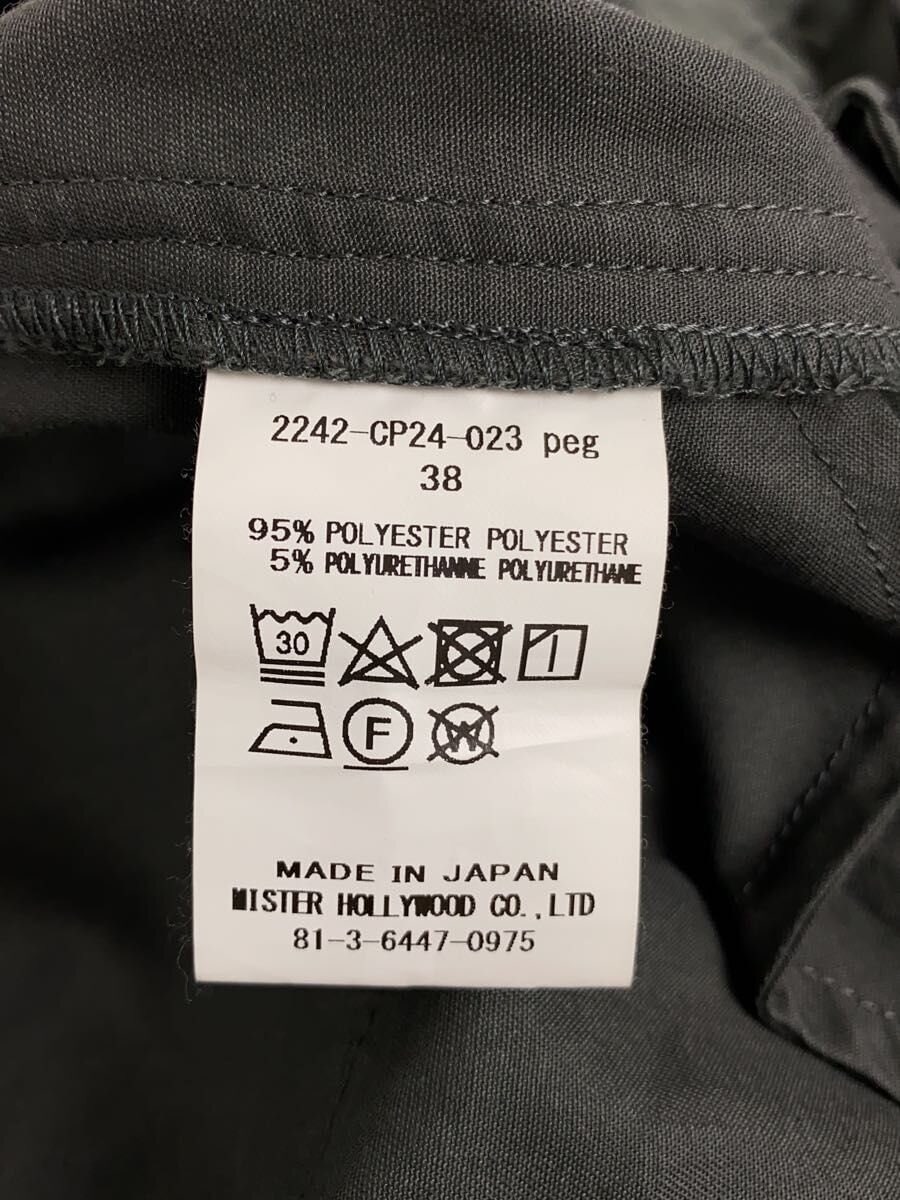 2242-CP24-023 peg
38
95% POLYESTER POLYESTER
5% POLYURETHANNE POLYURETHANE
30
F W
MADE IN JAPAN
MISTER HOLLYWOOD CO.,LTD
81-3-6447-0975